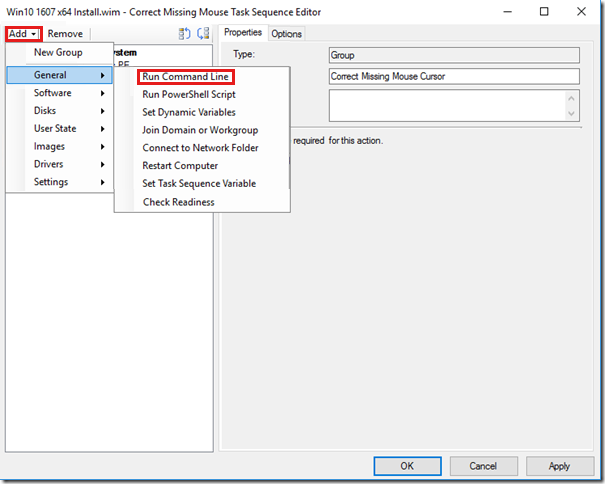 Win10 1607 x64 Install.wim - Correct Missing Mouse Task Sequence Editor
Add Remove
New Group
General
Software
Disks
User State
Images
Drivers
Settings
ystem
PE
Run Command Line
Run PowerShell Script
Set Dynamic Variables
Join Domain or Workgroup
Connect to Network Folder
Restart Computer
Set Task Sequence Variable
Check Readiness
Properties Options
Type: Group
Correct Missing Mouse Cursor
required for this action.
OK Cancel Apply